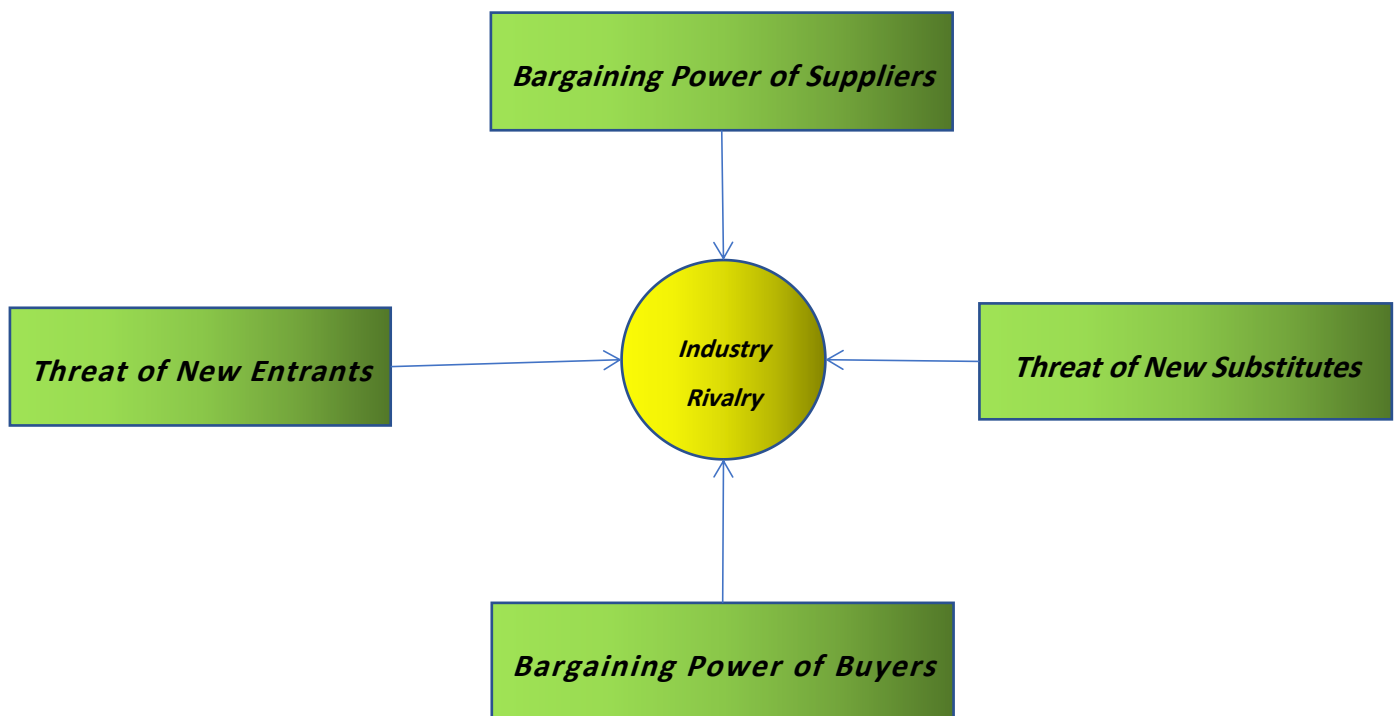 Bargaining Power of Suppliers
Threat of New Entrants
Industry
Rivalry
Threat of New Substitutes
Bargaining Power of Buyers